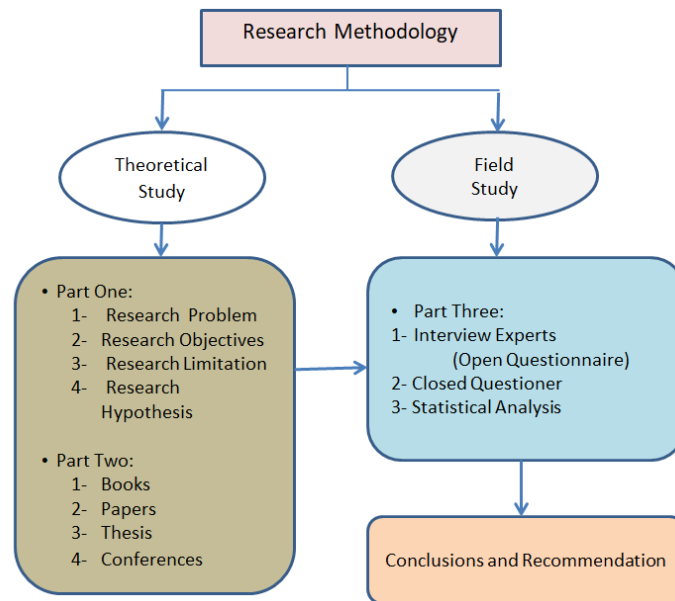 Research Methodology
Theoretical
Study
Field
Study
• Part One:
1- Research Problem
2- Research Objectives
3- Research Limitation
4- Research
Hypothesis
• Part Two:
1- Books
2- Papers
3- Thesis
4- Conferences
• Part Three:
1- Interview Experts
(Open Questionnaire)
2- Closed Questioner
3- Statistical Analysis
Conclusions and Recommendation